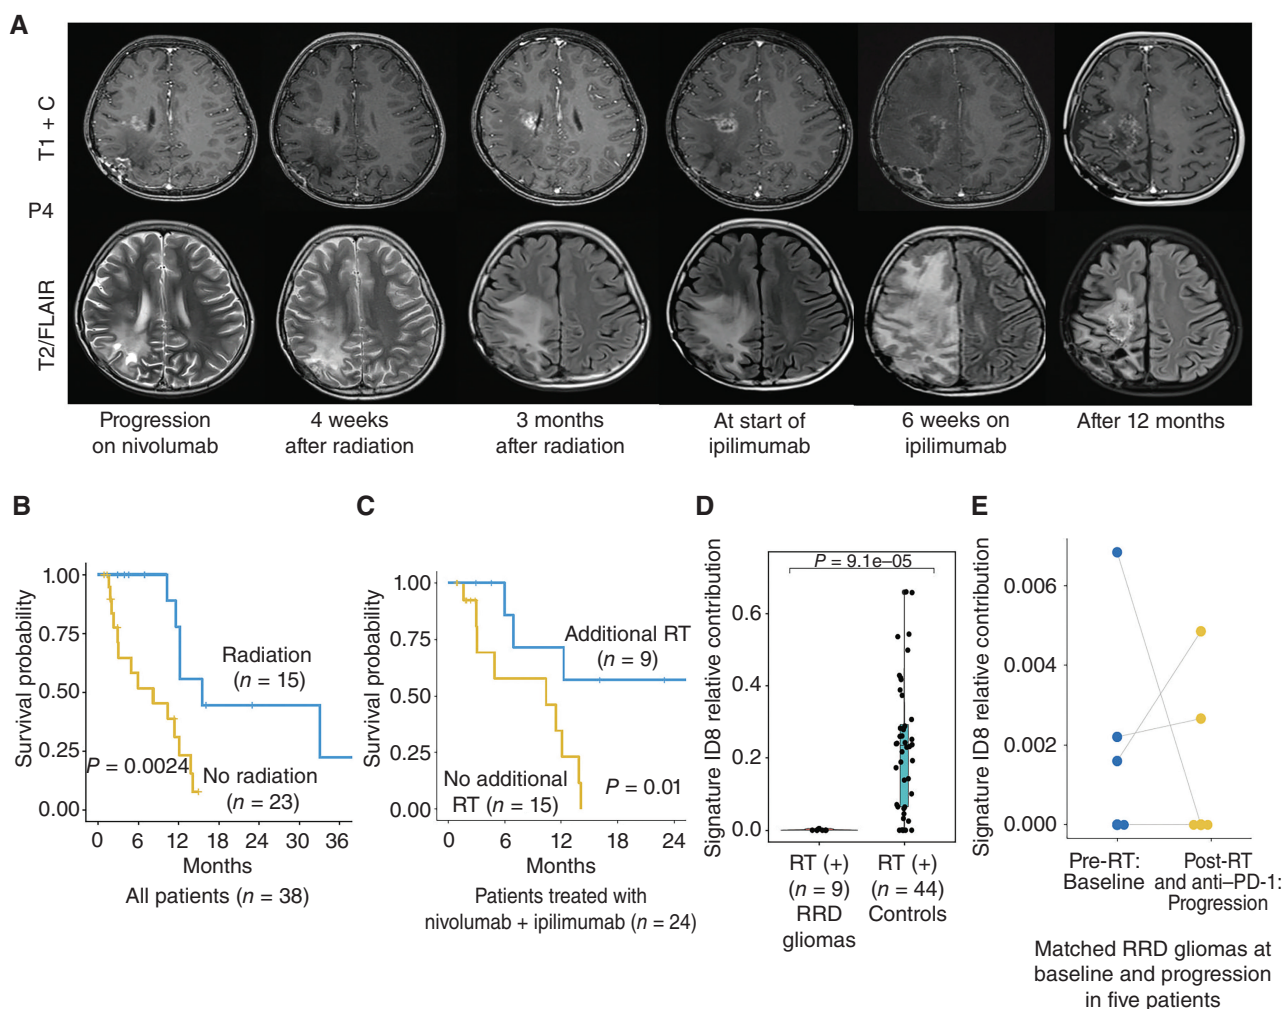 A
T1 + C
P4
T2/FLAIR
Progression
on nivolumab
4 weeks
after radiation
3 months
after radiation
At start of
ipilimumab
6 weeks on
ipilimumab
After 12 months
B
Survival probability
1.00
0.75
0.50
0.25
0.00
Radiation
(n = 15)
P = 0.0024
No radiation
(n = 23)
0 6 12 18 24 30 36
Months
All patients (n = 38)
C
Survival probability
1.00
0.75
0.50
0.25
0.00
Additional RT
(n = 9)
No additional
RT (n = 15)
P = 0.01
0 6 12 18 24
Months
Patients treated with
nivolumab + ipilimumab (n = 24)
D
Signature ID8 relative contribution
P = 9.1e–05
0.6
0.4
0.2
0.0
RT (+)
(n = 9)
RRD
gliomas
RT (+)
(n = 44)
Controls
E
Signature ID8 relative contribution
0.006
0.004
0.002
0.000
Pre-RT:
Baseline
Post-RT
and anti–PD-1:
Progression
Matched RRD gliomas at
baseline and progression
in five patients